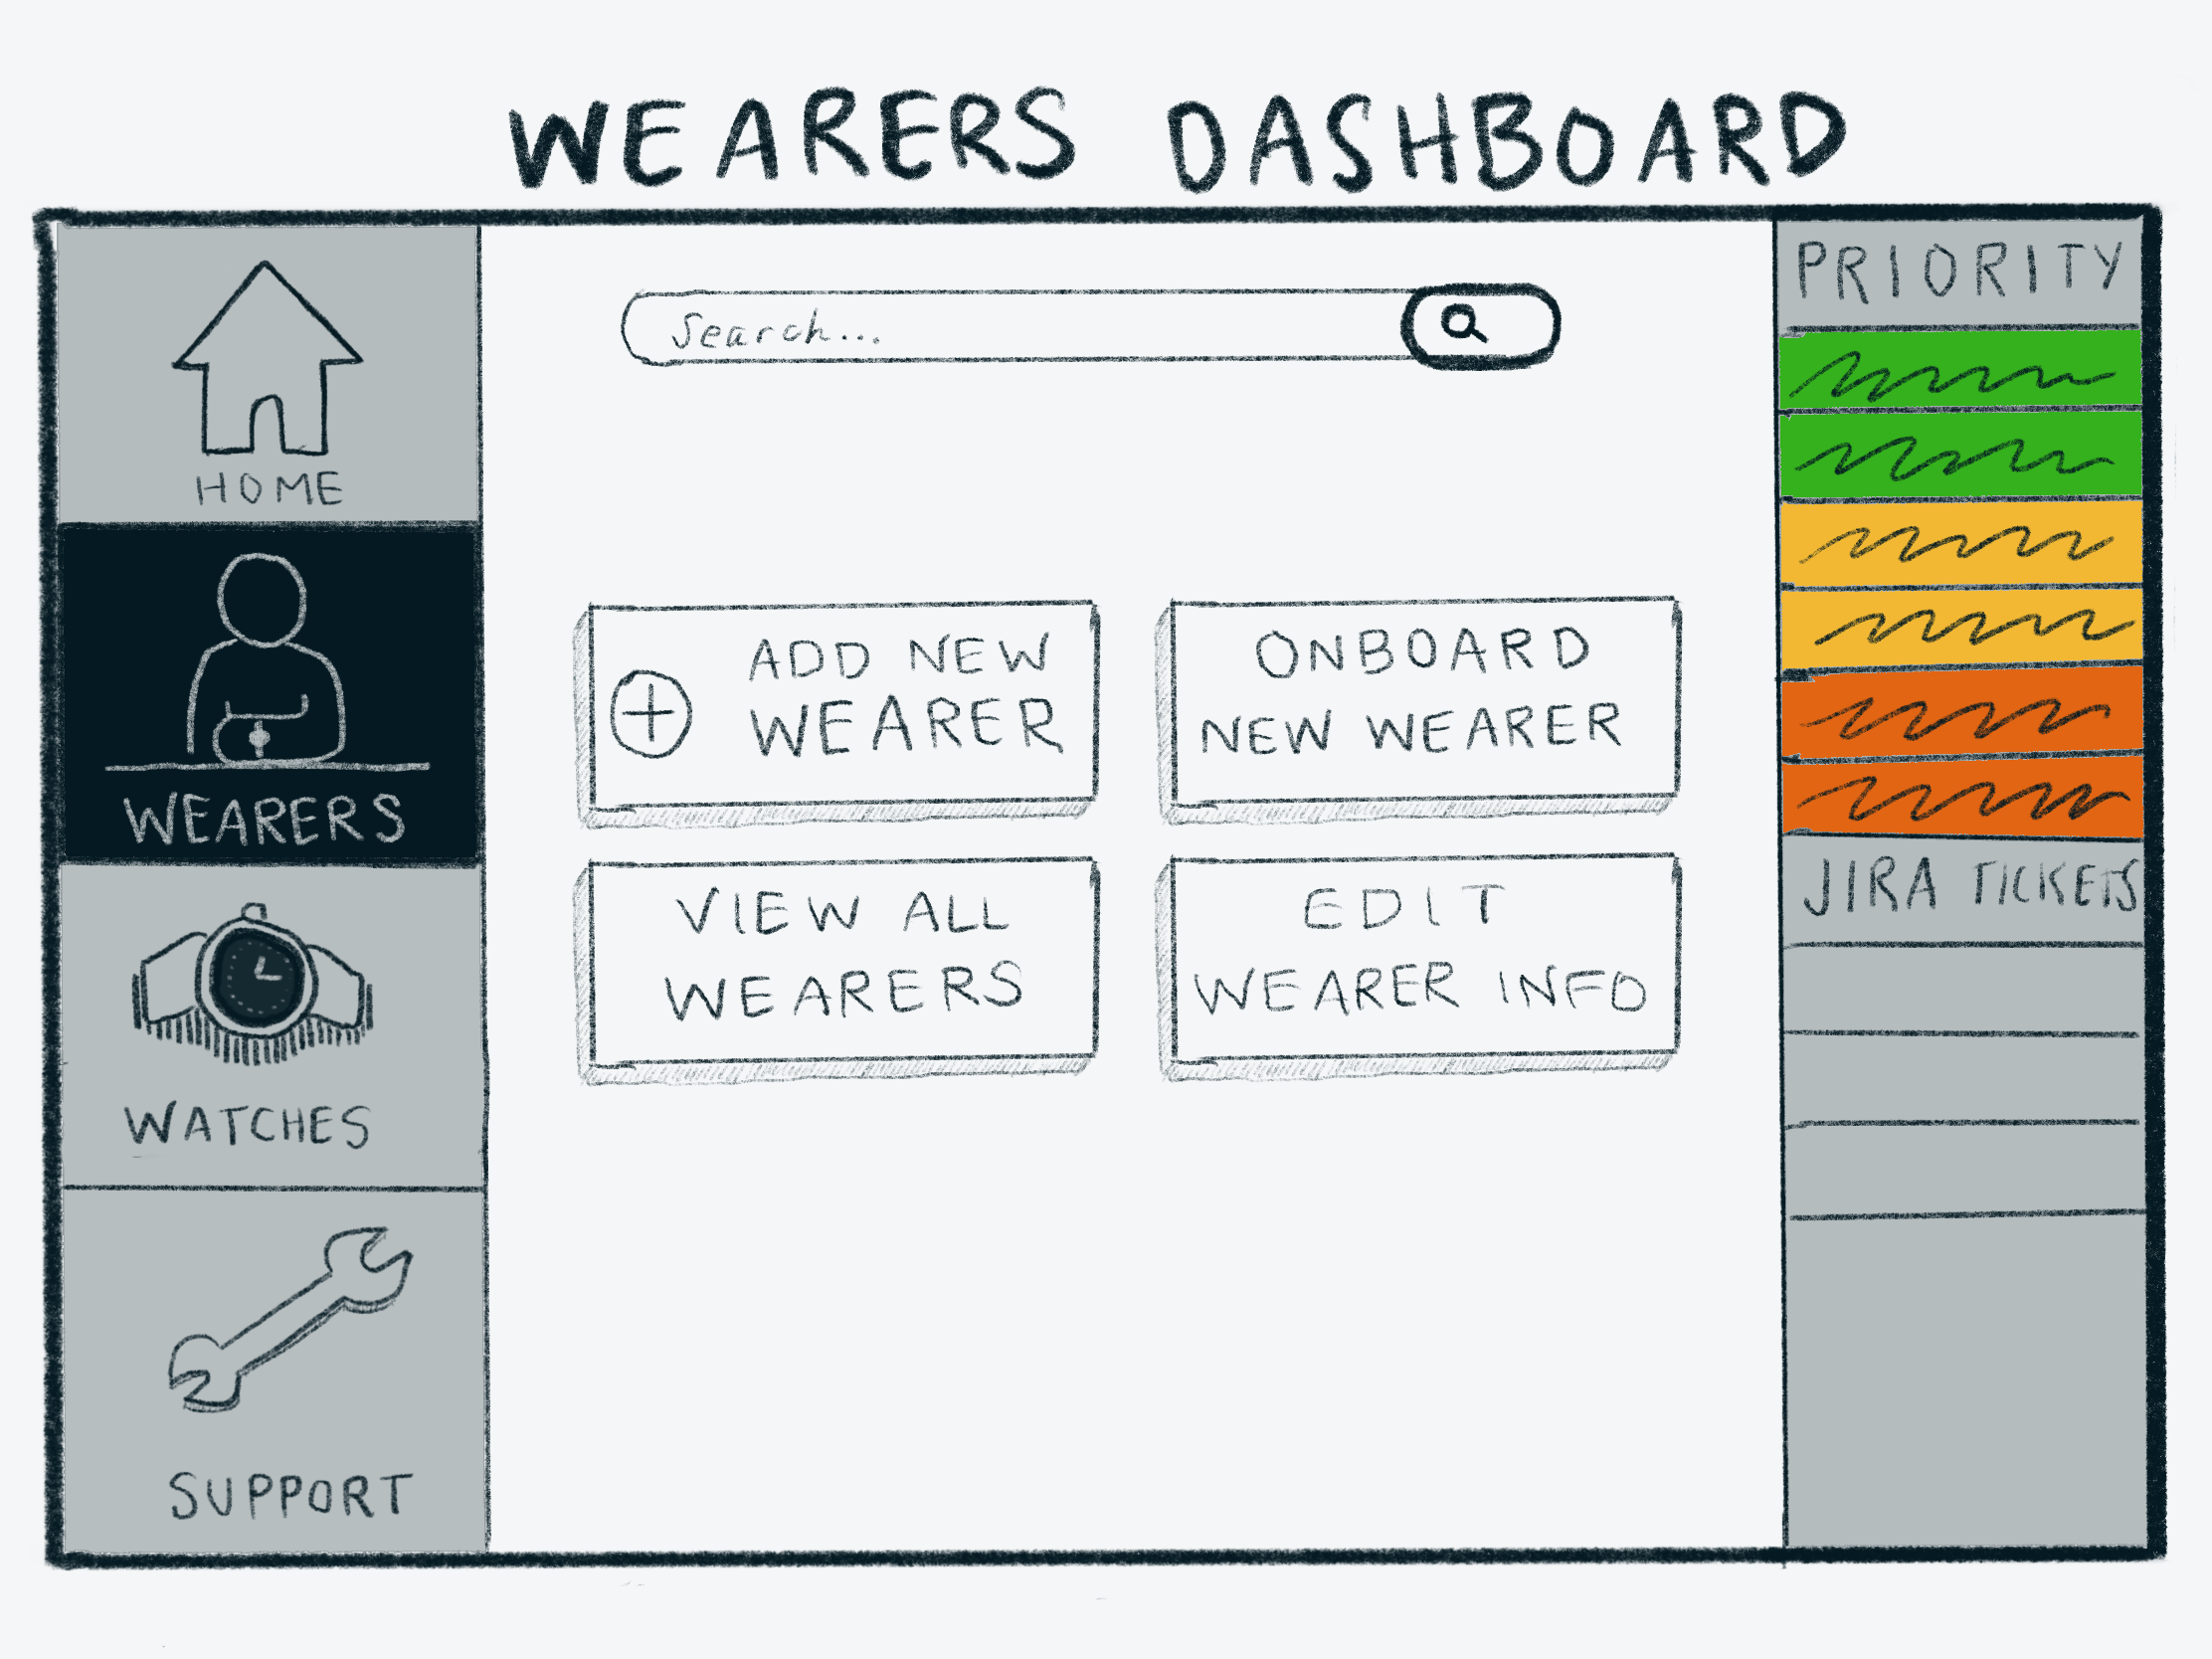 WEARERS DASHBOARD
HOME
WEARERS
WATCHES
SUPPORT
Search...
ADD NEW
WEARER
ONBOARD
NEW WEARER
VIEW ALL
WEARERS
EDIT
WEARER INFO
PRIORITY
JIRA TICKETS